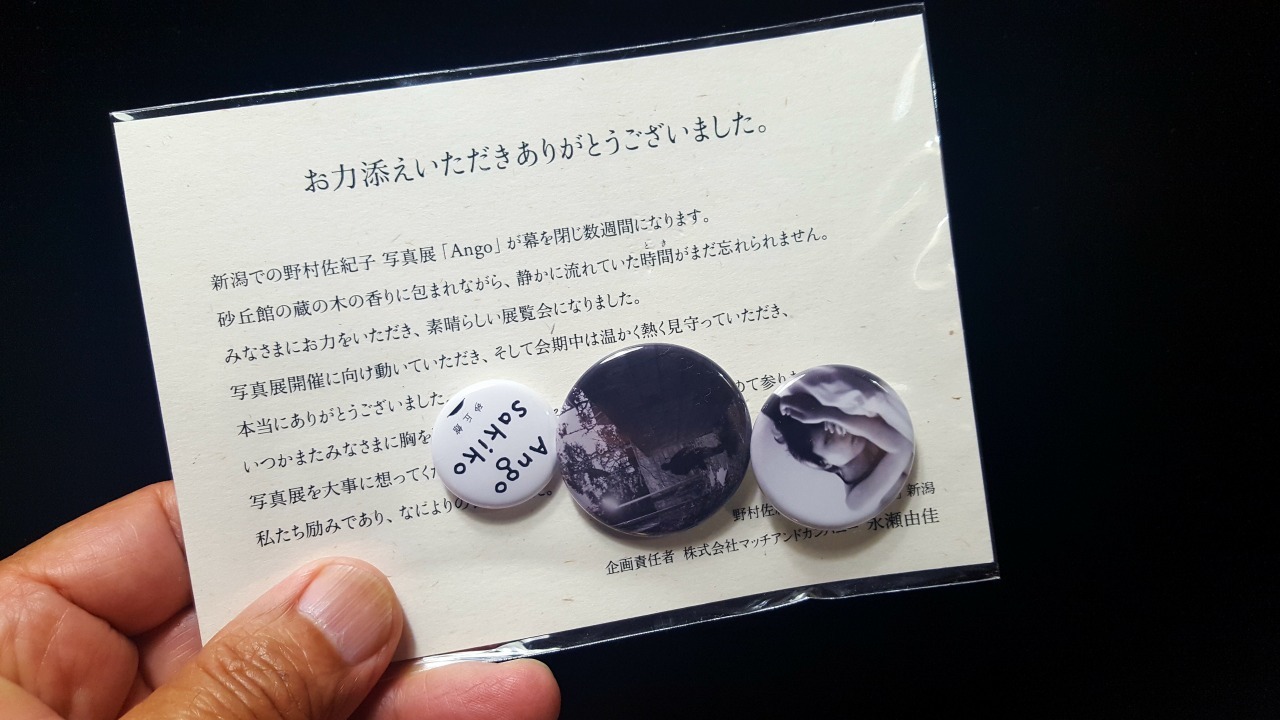 お力添えいただきありがとうございました。
新潟での野村佐紀子 写真展「Ango」が幕を閉じ数週間になります。
砂丘館の蔵の木の香りに包まれながら、静かに流れていた時間がまだ忘れられません。
とき
みなさまにお力をいただき、素晴らしい展覧会になりました。
写真展開催に向け動いていただき、そして会期中は温かく熱く見守っていただき、
本当にありがとうございました
いつかまたみなさまに胸を
めて参り
写真展を大事に想ってく
私たち励みであり、なにより
野村佐
新潟
企画責任者 株式会社マッチアンドカンパニー 永瀬由佳
Ango
sakiko
砂丘館